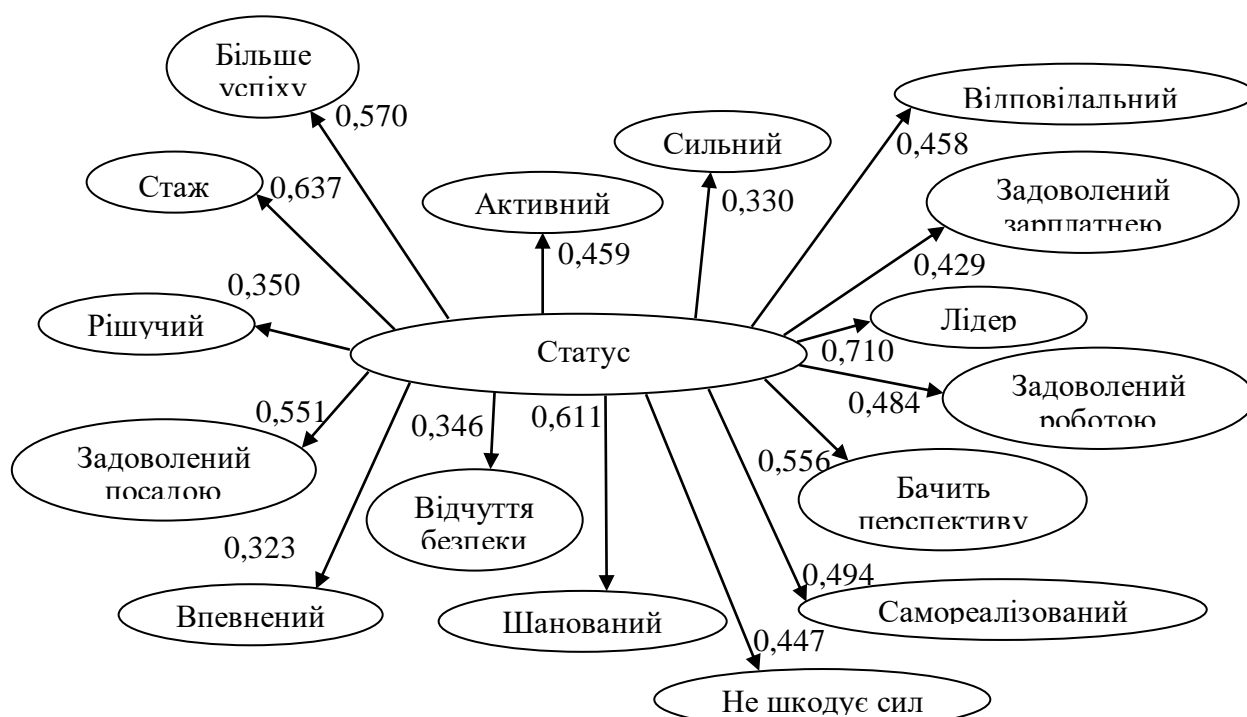 Більше
успіху
0,570
Відповідальний
0,458
Сильний
0,330
Стаж
0,637
Активний
0,459
Задоволений
зарплатнею
0,429
Рішучий
0,350
Лідер
0,710
Статус
Задоволений
роботою
0,484
Задоволений
посадою
0,551
0,346
0,611
0,556
Бачить
перспективу
Відчуття
безпеки
0,323
Впевнений
Шанований
0,494
Самореалізований
0,447
Не шкодує сил